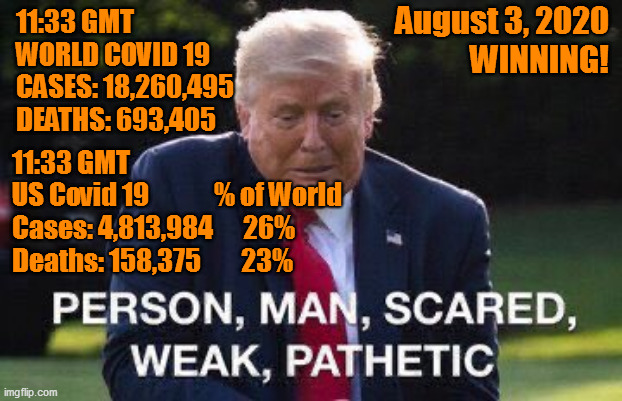 11:33 GMT
WORLD COVID 19
CASES: 18,260,495
DEATHS: 693,405
August 3, 2020
WINNING!
11:33 GMT
US Covid 19 % of World
Cases: 4,813,984 26%
Deaths: 158,375 23%
PERSON, MAN, SCARED,
WEAK, PATHETIC
imgflip.com